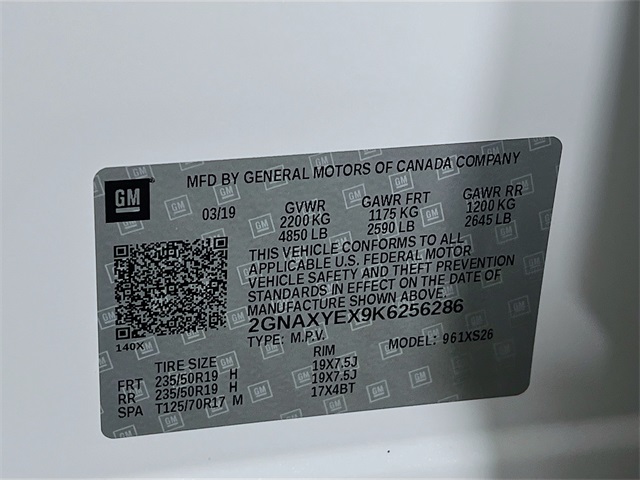 MFD BY GENERAL MOTORS OF CANADA COMPANY
GM
03/19 GVWR GAWR FRT GAWR RR
2200 KG 1175 KG 1200 KG
4850 LB 2590 LB 2645 LB
THIS VEHICLE CONFORMS TO ALL
APPLICABLE U.S. FEDERAL MOTOR
VEHICLE SAFETY AND THEFT PREVENTION
STANDARDS IN EFFECT ON THE DATE OF
MANUFACTURE SHOWN ABOVE.
2GNAXYEX9K6256286
140X TYPE: M.P.V. MODEL: 961XS26
TIRE SIZE RIM
FRT 235/50R19 H 19X7.5J
RR 235/50R19 H 19X7.5J
SPA T125/70R17 M 17X4BT